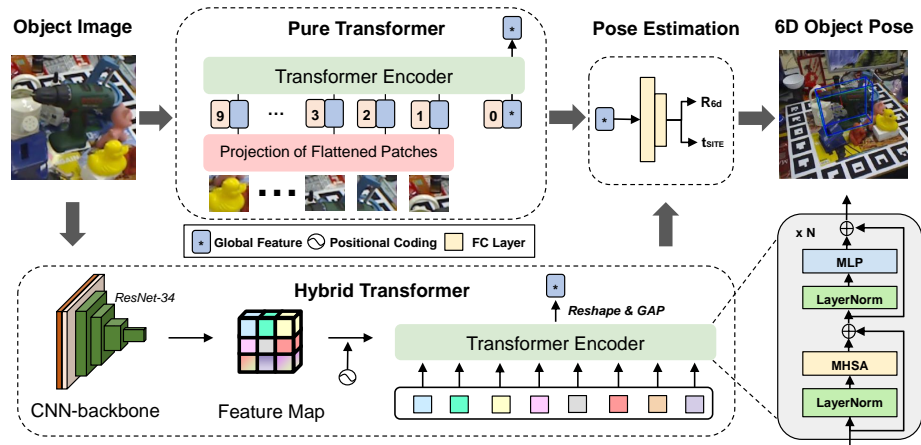 Object Image
Pure Transformer
Pose Estimation
6D Object Pose
*
Transformer Encoder
9
...
3
2
1
0 *
Projection of Flattened Patches
* 
R6d
tSITE
* Global Feature
Positional Coding
FC Layer
ResNet-34
Hybrid Transformer
*
Reshape & GAP
Transformer Encoder
CNN-backbone
Feature Map
x N
MLP
LayerNorm
MHSA
LayerNorm